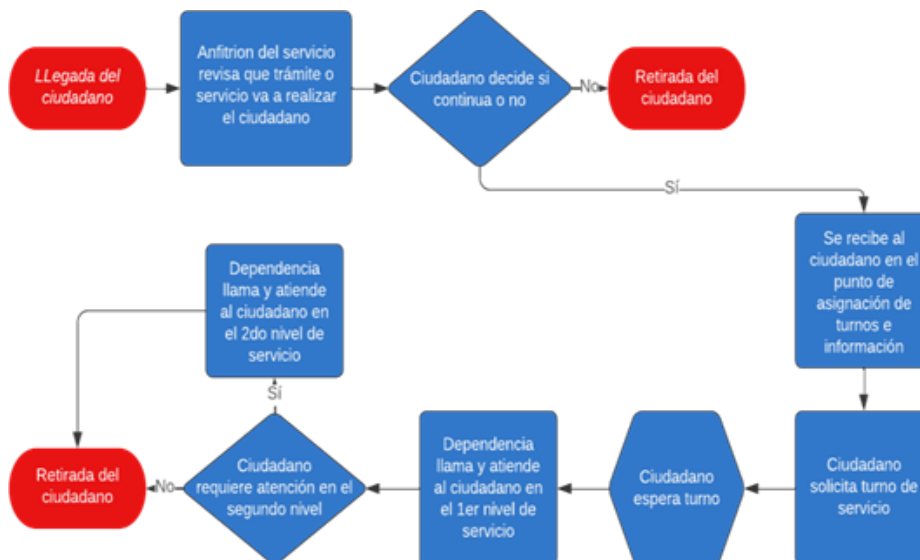 LLegada del
ciudadano
Anfitrion del servicio
revisa que trámite o
servicio va a realizar
el ciudadano
Ciudadano decide si
continua o no
No
Retirada del
ciudadano
Sí
Se recibe al
ciudadano en el
punto de
asignación de
turnos e
información
Ciudadano
solicita turno de
servicio
Ciudadano
espera turno
Dependencia
llama y atiende
al ciudadano en
el 1er nivel de
servicio
Ciudadano
requiere atención en el
segundo nivel
Sí
Dependencia
llama y atiende
al ciudadano en
el 2do nivel de
servicio
No
Retirada del
ciudadano